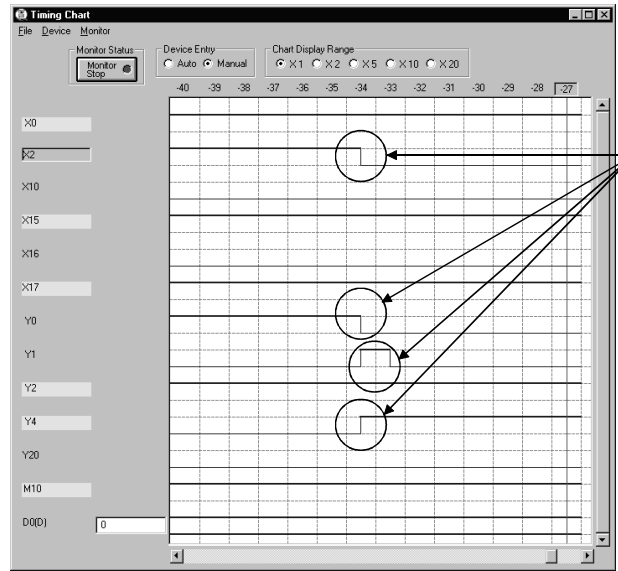 Timing Chart
File Device Monitor
Monitor Status
Monitor Stop
Device Entry
Auto Manual
Chart Display Range
X1 X2 X5 X10 X20
-40 -39 -38 -37 -36 -35 -34 -33 -32 -31 -30 -29 -28 -27
X0
X2
X10
X15
X16
X17
Y0
Y1
Y2
Y4
Y20
M10
D0(D) 0